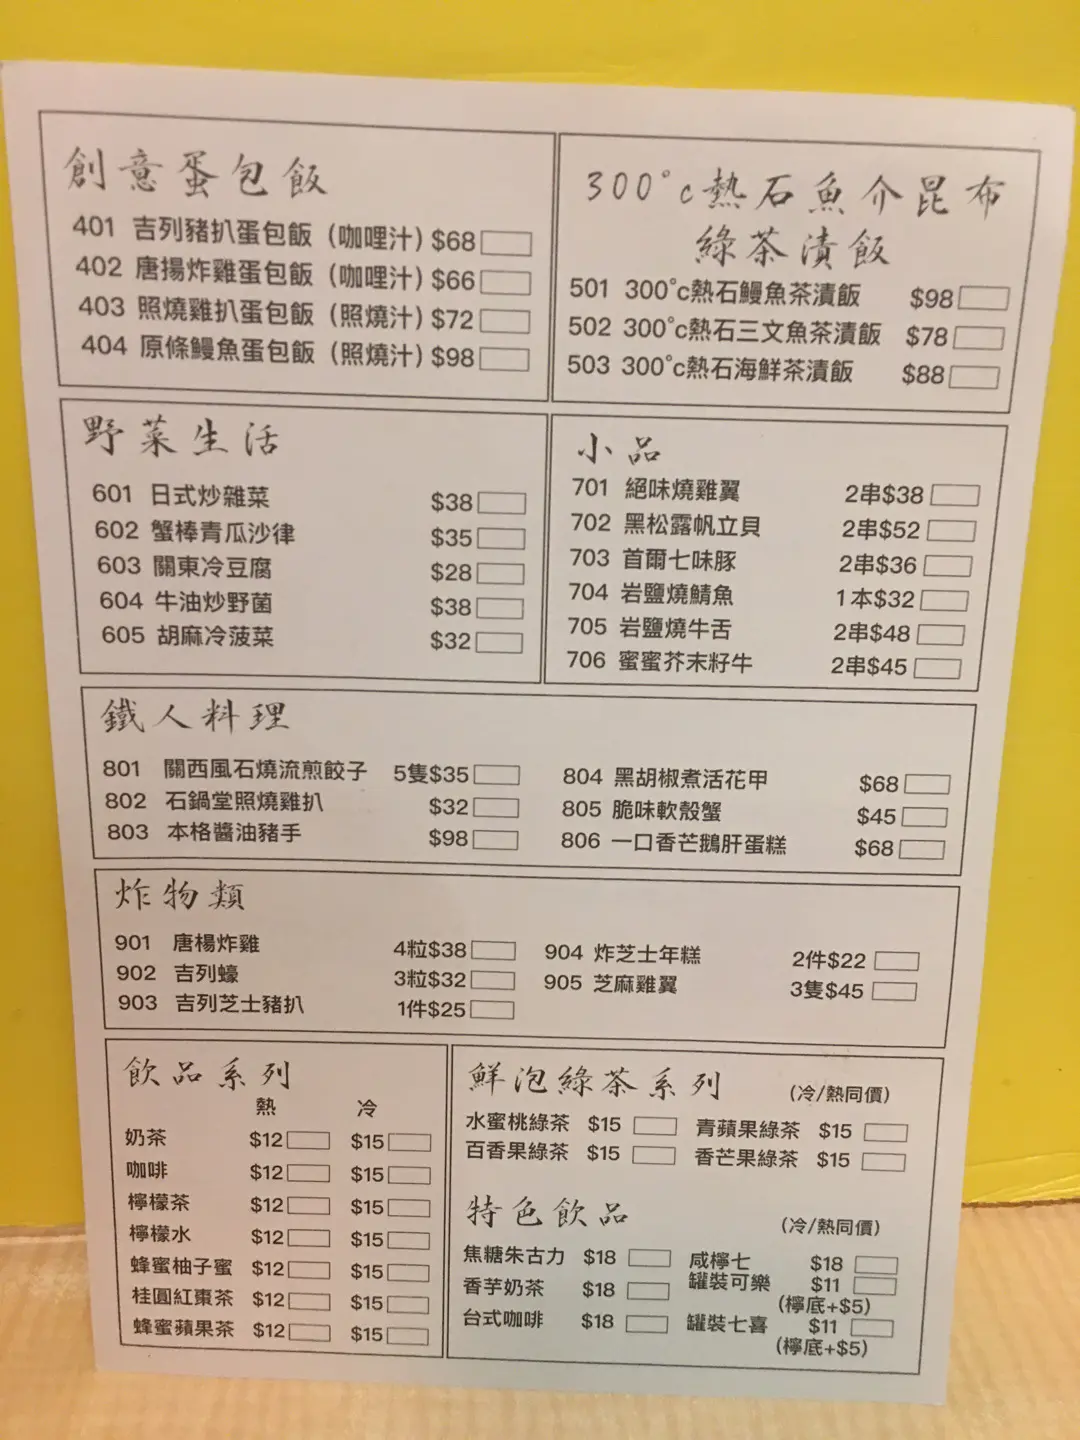 創意蛋包飯
401 吉列豬扒蛋包飯（咖哩汁）$68
402 唐揚炸雞蛋包飯（咖哩汁）$66
403 照燒雞扒蛋包飯（照燒汁）$72
404 原條鰻魚蛋包飯（照燒汁）$98
300°c熱石魚介昆布
綠茶漬飯
501 300°c熱石鰻魚茶漬飯 $98
502 300°c熱石三文魚茶漬飯 $78
503 300°c熱石海鮮茶漬飯 $88
野菜生活
601 日式炒雜菜 $38
602 蟹棒青瓜沙律 $35
603 關東冷豆腐 $28
604 牛油炒野菌 $38
605 胡麻冷菠菜 $32
小品
701 絕味燒雞翼 2串$38
702 黑松露帆立貝 2串$52
703 首爾七味豚 2串$36
704 岩鹽燒鯖魚 1本$32
705 岩鹽燒牛舌 2串$48
706 蜜蜜芥末籽牛 2串$45
鐵人料理
801 關西風石燒流煎餃子 5隻$35
802 石鍋堂照燒雞扒 $32
803 本格醬油豬手 $98
804 黑胡椒煮活花甲 $68
805 脆味軟殼蟹 $45
806 一口香芒鵝肝蛋糕 $68
炸物類
901 唐楊炸雞 4粒$38
902 吉列蠔 3粒$32
903 吉列芝士豬扒 1件$25
904 炸芝士年糕 2件$22
905 芝麻雞翼 3隻$45
飲品系列
熱 冷
奶茶 $12 $15
咖啡 $12 $15
檸檬茶 $12 $15
檸檬水 $12 $15
蜂蜜柚子蜜 $12 $15
桂圓紅棗茶 $12 $15
蜂蜜蘋果茶 $12 $15
鮮泡綠茶系列 （冷/熱同價）
水蜜桃綠茶 $15 青蘋果綠茶 $15
百香果綠茶 $15 香芒果綠茶 $15
特色飲品 （冷/熱同價）
焦糖朱古力 $18 咸檸七 $18
香芋奶茶 $18 罐裝可樂 $11
（檸底+$5）
台式咖啡 $18 罐裝七喜 $11
（檸底+$5）